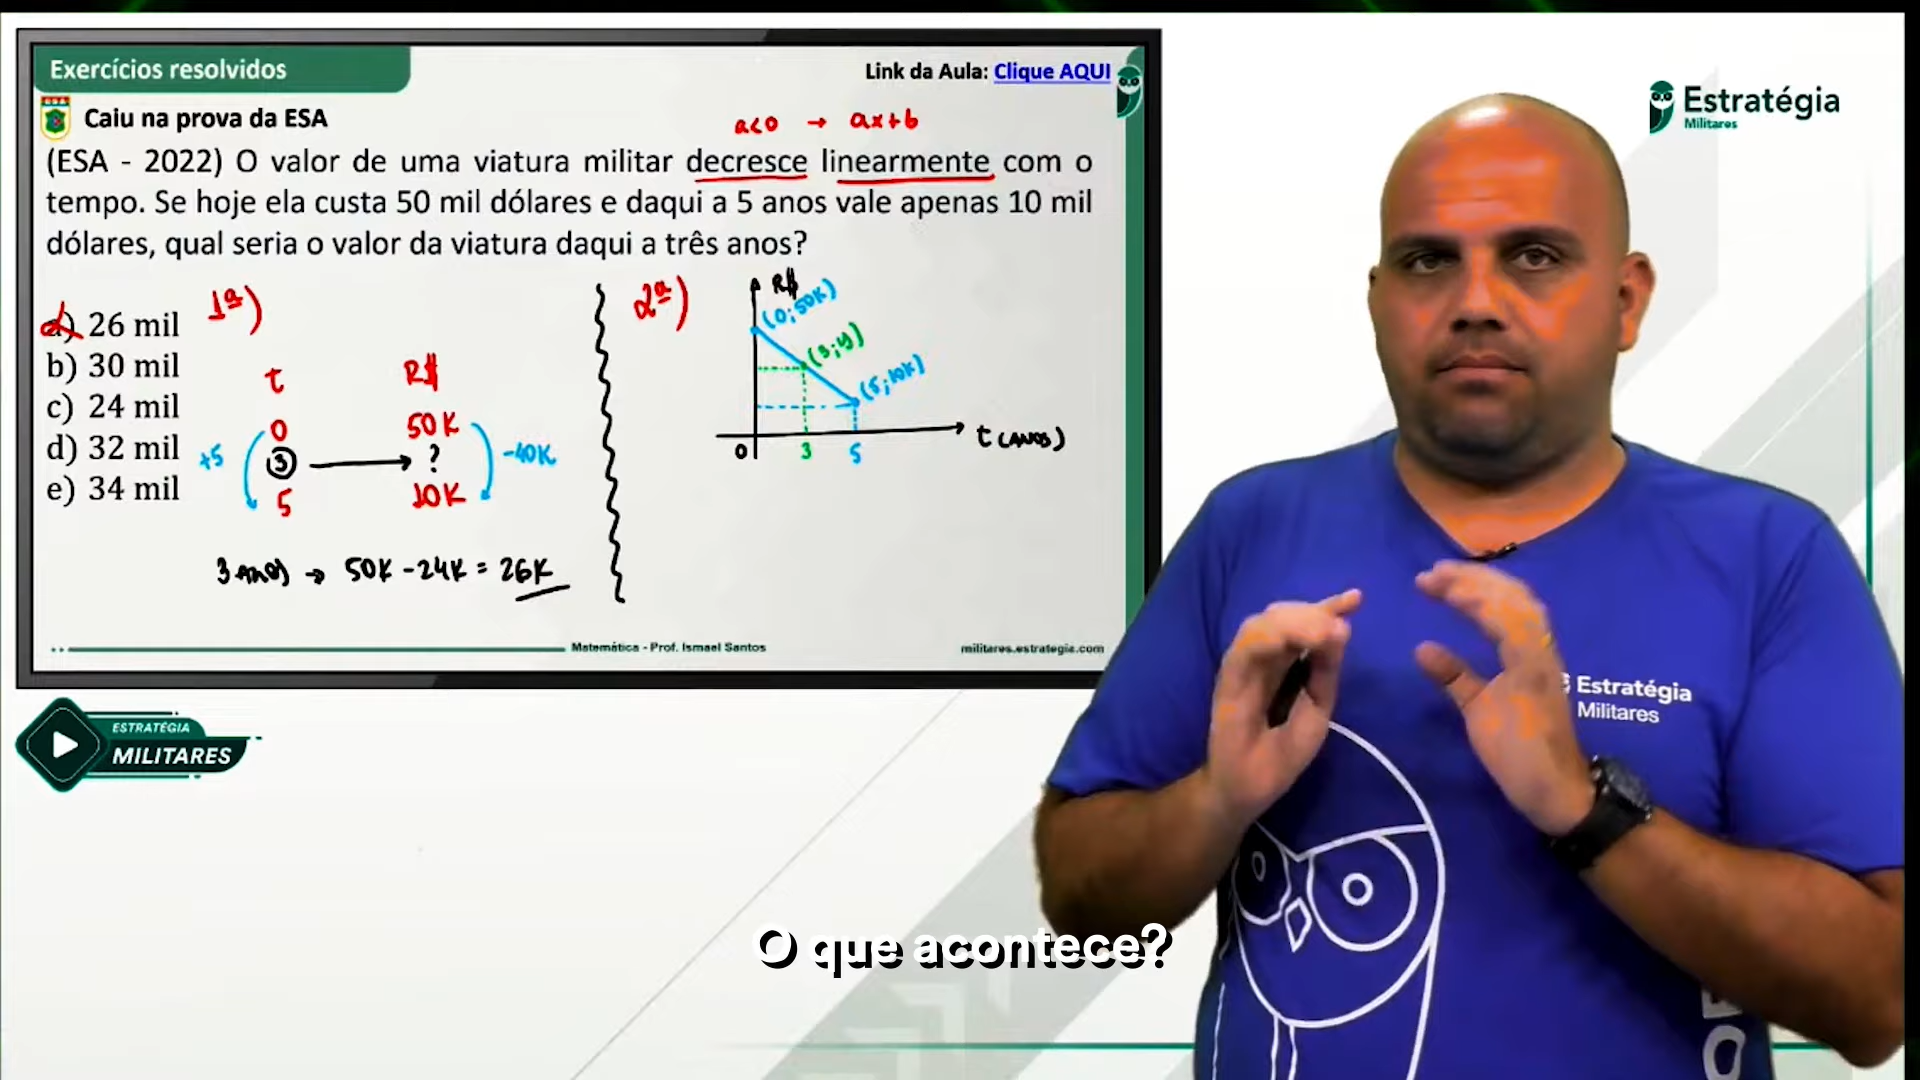 Exercícios resolvidos
Link da Aula: Clique AQUI
Estratégia
Militares
Caiu na prova da ESA
a<0 → ax+b
(ESA - 2022) O valor de uma viatura militar decresce linearmente com o
tempo. Se hoje ela custa 50 mil dólares e daqui a 5 anos vale apenas 10 mil
dólares, qual seria o valor da viatura daqui a três anos?
a) 26 mil
b) 30 mil
c) 24 mil
d) 32 mil
e) 34 mil
1ª)
t R$
0 50K
3 → ?
5 10K
+5
-40K
3 anos → 50K - 24K = 26K
2ª)
R$
(0;50K)
(3;y)
(5;10K)
0 3 5
t (anos)
Matemática - Prof. Ismael Santos
militares.estrategia.com
ESTRATÉGIA
MILITARES
Estratégia
Militares
O que acontece?